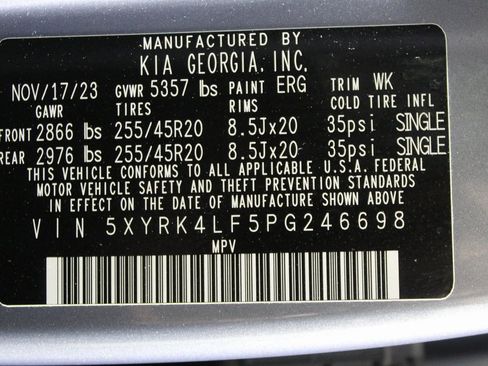 MANUFACTURED BY
KIA GEORGIA, INC.
NOV/17/23 GVWR 5357 lbs PAINT ERG TRIM WK
GAWR TIRES RIMS COLD TIRE INFL
FRONT 2866 lbs 255/45R20 8.5Jx20 35psi SINGLE
REAR 2976 lbs 255/45R20 8.5Jx20 35psi SINGLE
THIS VEHICLE CONFORMS TO ALL APPLICABLE U.S.A. FEDERAL
MOTOR VEHICLE SAFETY AND THEFT PREVENTION STANDARDS
IN EFFECT ON THE DATE OF MANUFACTURE SHOWN ABOVE
VIN 5XYRK4LF5PG246698
MPV